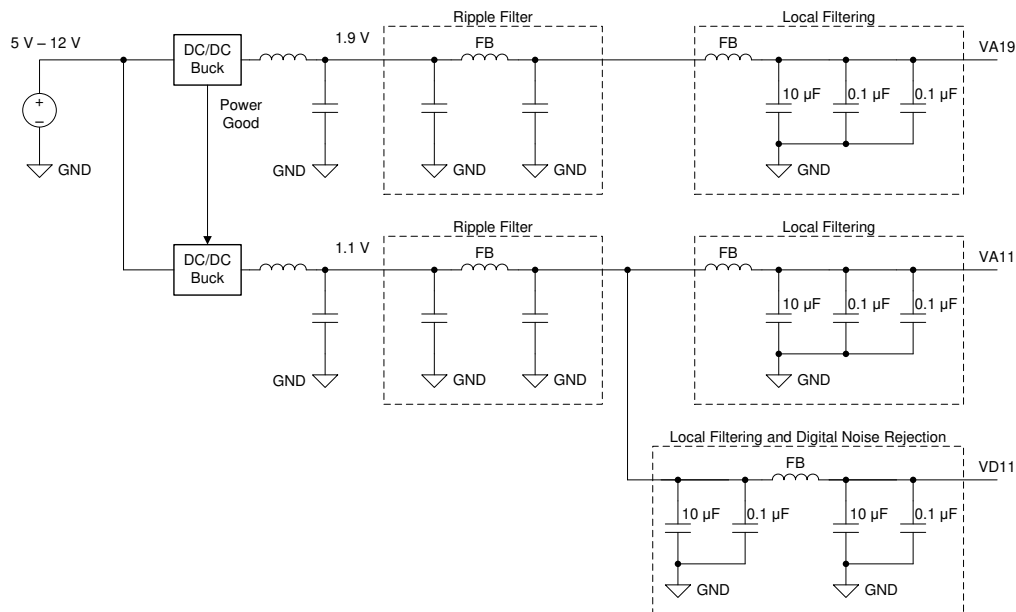 Ripple Filter
Local Filtering
5 V – 12 V
DC/DC
Buck
1.9 V
FB
FB
VA19
+
–
Power
Good
10 µF
0.1 µF
0.1 µF
GND
GND
GND
GND
Ripple Filter
Local Filtering
DC/DC
Buck
1.1 V
FB
FB
VA11
10 µF
0.1 µF
0.1 µF
GND
GND
GND
Local Filtering and Digital Noise Rejection
FB
VD11
10 µF
0.1 µF
10 µF
0.1 µF
GND
GND